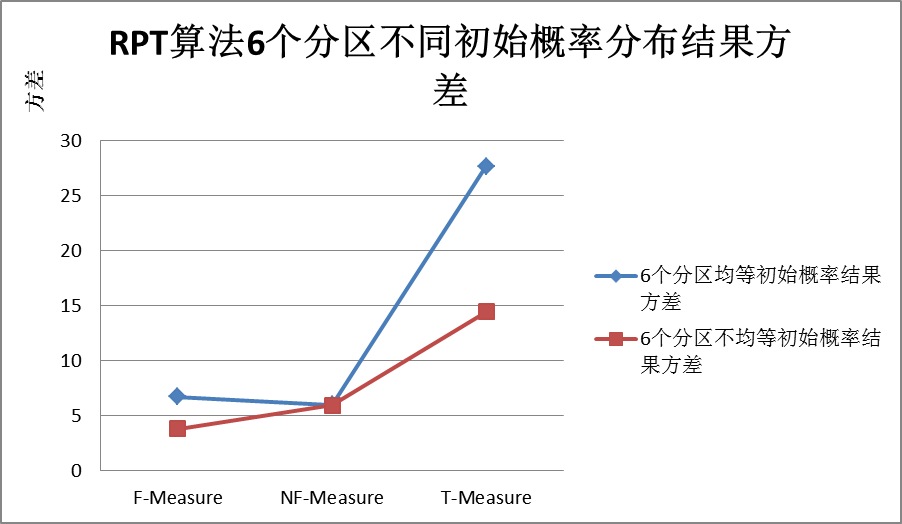 RPT算法6个分区不同初始概率分布结果方
差
方差
30
25
20
15
10
5
0
F-Measure
NF-Measure
T-Measure
6个分区均等初始概率结果
方差
6个分区不均等初始概率结
果方差